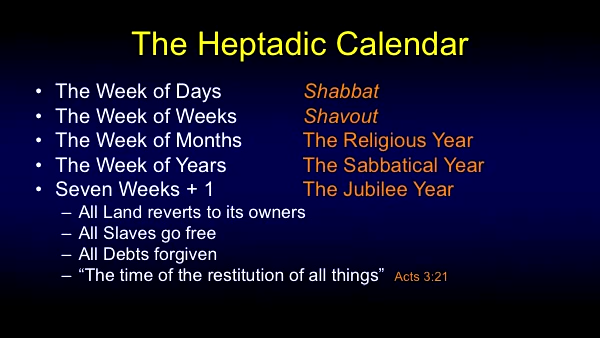 The Heptadic Calendar
• The Week of Days Shabbat
• The Week of Weeks Shavout
• The Week of Months The Religious Year
• The Week of Years The Sabbatical Year
• Seven Weeks + 1 The Jubilee Year
– All Land reverts to its owners
– All Slaves go free
– All Debts forgiven
– “The time of the restitution of all things” Acts 3:21